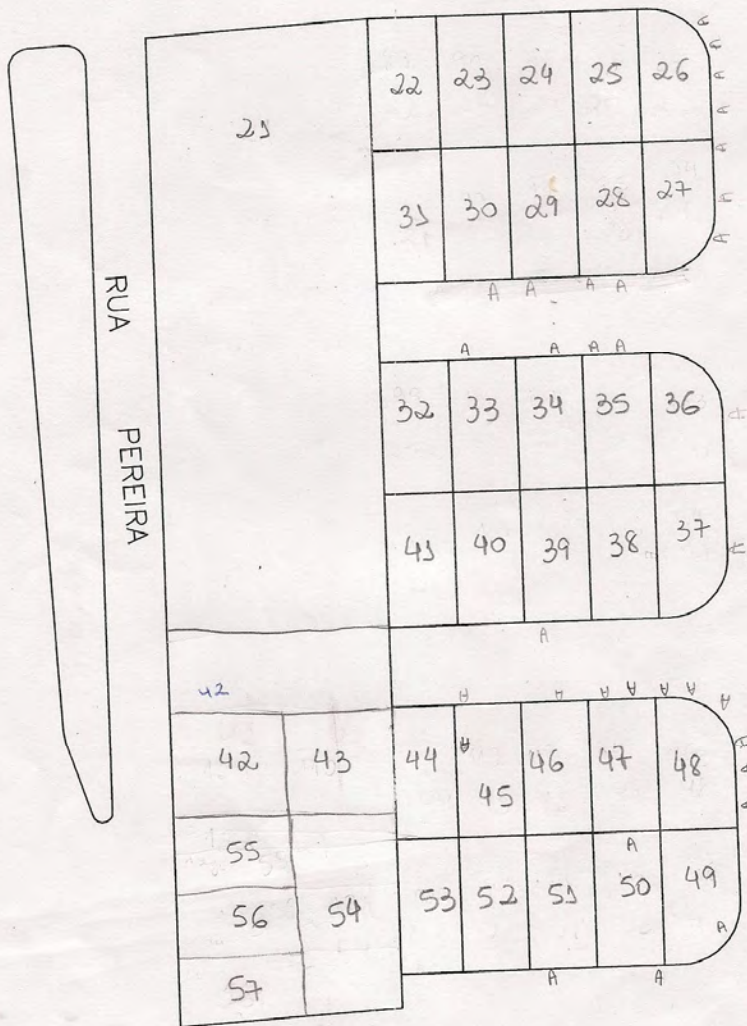 21 22 23 24 25 26
31 30 29 28 27
A A A A A A A
A A A A
RUA PEREIRA
A A A A
32 33 34 35 36
A
41 40 39 38 37
A
A
42
A A A A A A A
42 43 44 A 45 46 47 48
A A A
55
A
56 54 53 52 51 50 49
A
57
A A